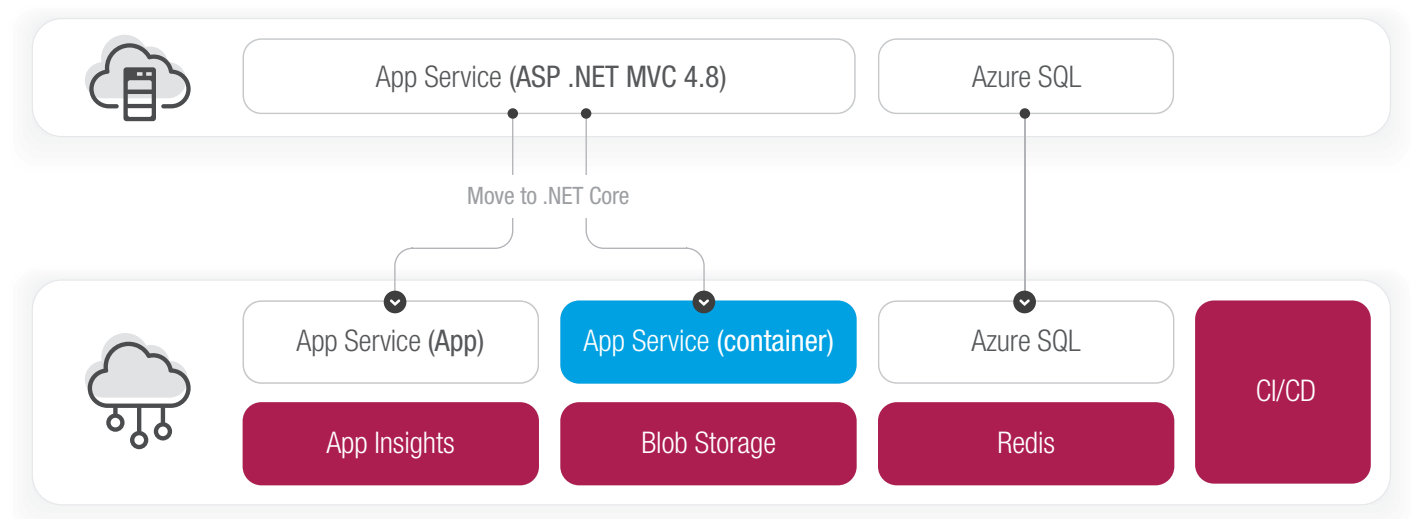 App Service (ASP .NET MVC 4.8)
Azure SQL
Move to .NET Core
App Service (App)
App Service (container)
Azure SQL
CI/CD
App Insights
Blob Storage
Redis